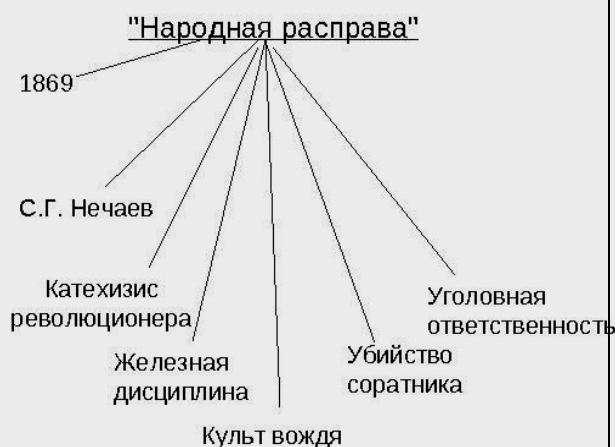 "Народная расправа"
1869
С.Г. Нечаев
Катехизис
революционера
Железная
дисциплина
Культ вождя
Убийство
соратника
Уголовная
ответственность